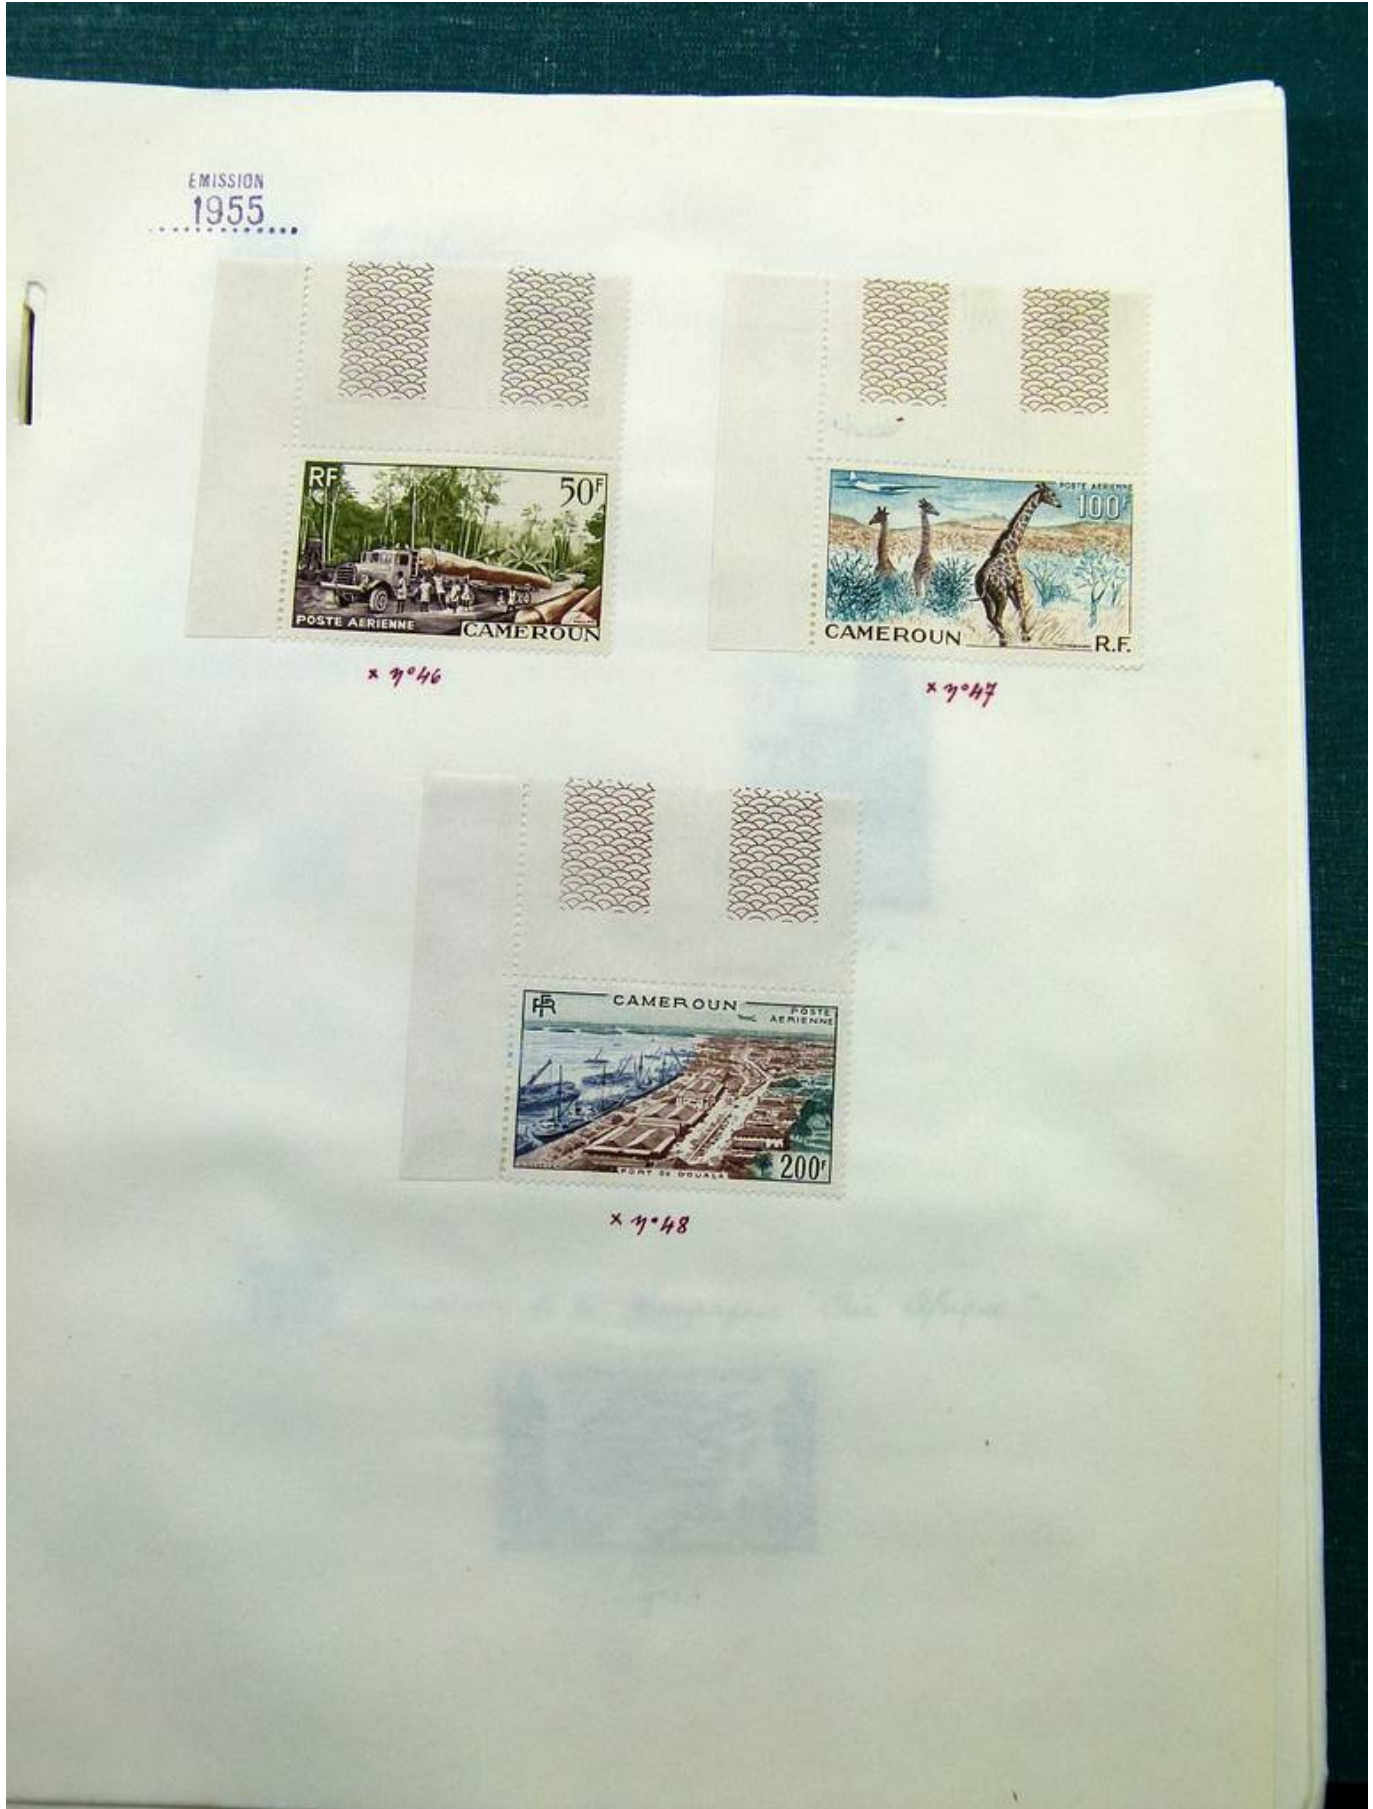 EMISSION
1955
RF
50F
POSTE AERIENNE
CAMEROUN
× n°46
POSTE AERIENNE
100F
CAMEROUN
R.F.
× n°47
RF
CAMEROUN
POSTE
AERIENNE
PORT DE DOUALA
200F
× n°48